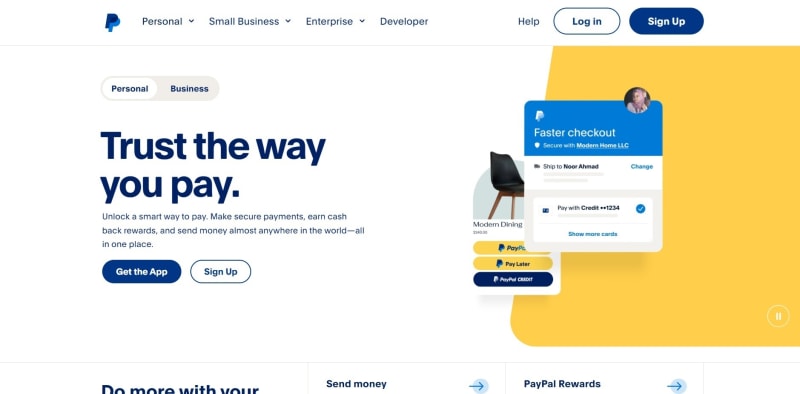 Personal
Small Business
Enterprise
Developer
Help
Log in
Sign Up
Personal
Business
Trust the way
you pay.
Unlock a smart way to pay. Make secure payments, earn cash
back rewards, and send money almost anywhere in the world—all
in one place.
Get the App
Sign Up
Modern Dining
PayPal
Pay Later
PayPal CREDIT
Faster checkout
Secure with Modern Home LLC
Ship to Noor Ahmad
Change
Pay with Credit ••1234
Show more cards
Do more with your
Send money
PayPal Rewards